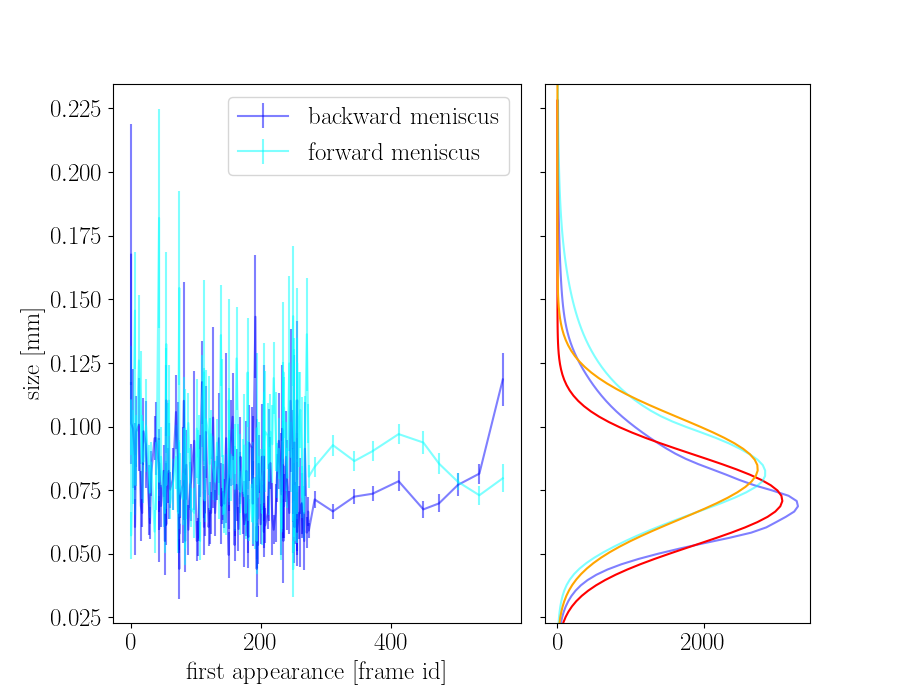 backward meniscus
forward meniscus
0.225
0.200
0.175
0.150
0.125
0.100
0.075
0.050
0.025
size [mm]
0 200 400
first appearance [frame id]
0 2000